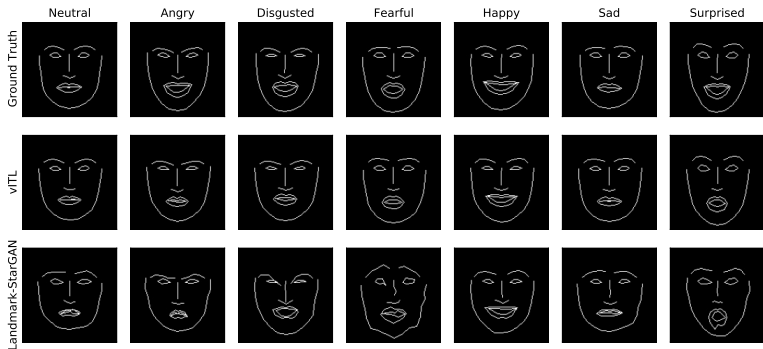 Neutral Angry Disgusted Fearful Happy Sad Surprised
Ground Truth
vITL
Landmark-StarGAN